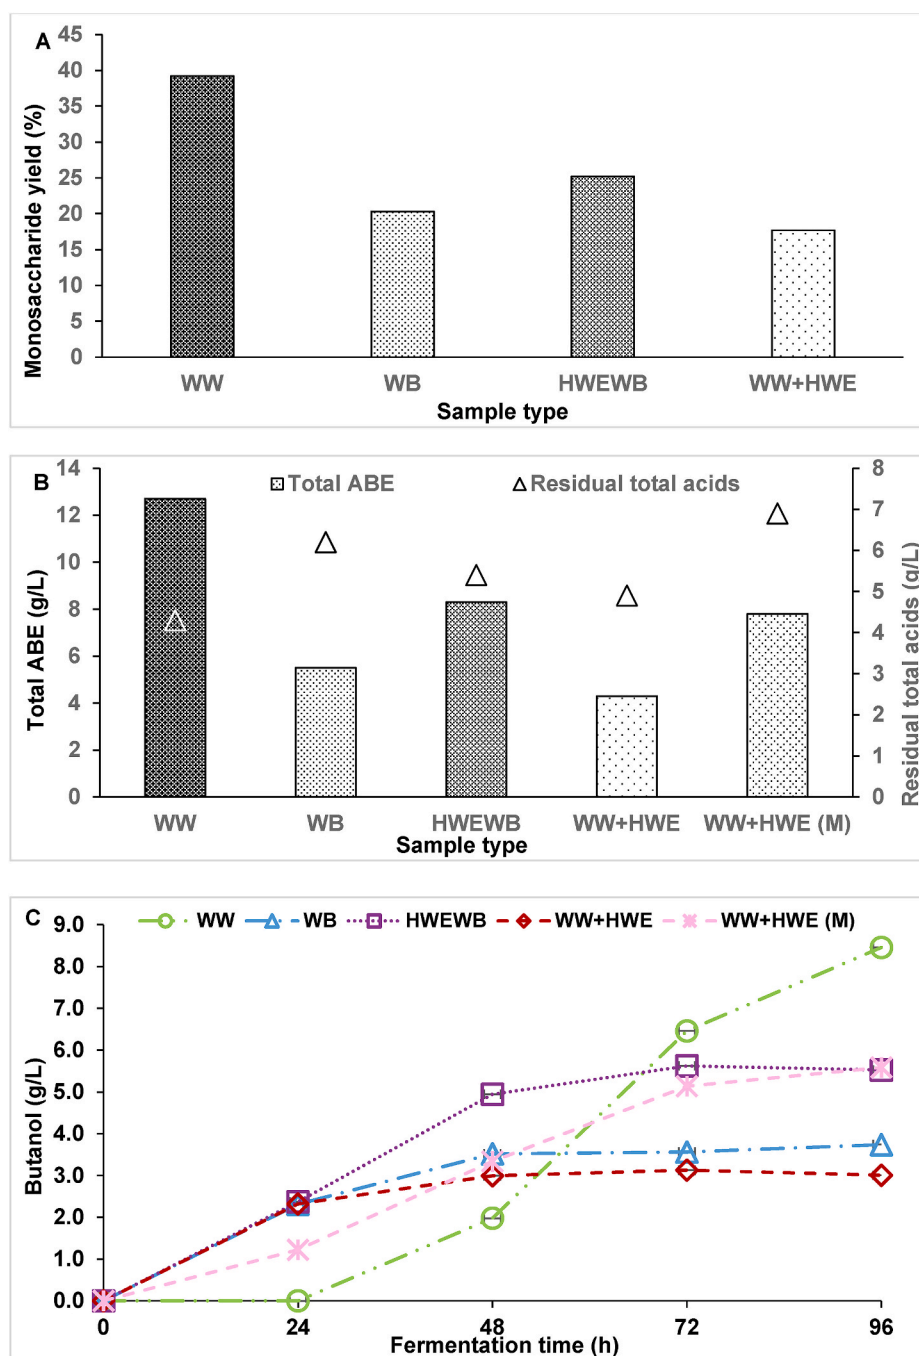 A
Monosaccharide yield (%)
45
40
35
30
25
20
15
10
5
0
WW WB HWEWB WW+HWE
Sample type
B
Total ABE (g/L)
14
12
10
8
6
4
2
0
Total ABE Residual total acids
8
7
6
5
4
3
2
1
0
Residual total acids (g/L)
WW WB HWEWB WW+HWE WW+HWE (M)
Sample type
C
WW WB HWEWB WW+HWE WW+HWE (M)
Butanol (g/L)
9.0
8.0
7.0
6.0
5.0
4.0
3.0
2.0
1.0
0.0
0 24 48 72 96
Fermentation time (h)